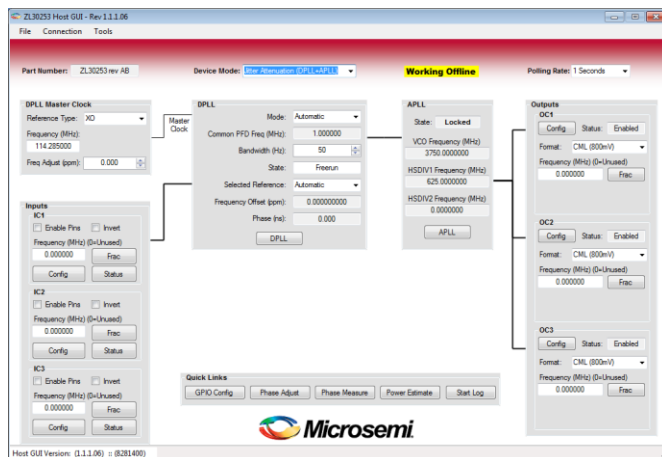 ZL30253 Host GUI - Rev 1.1.1.06
File Connection Tools
Part Number: ZL30253 rev AB
Device Mode: Jitter Attenuation (DPLL+APLL)
Working Offline
Polling Rate: 1 Seconds
DPLL Master Clock
Reference Type: XO
Frequency (MHz):
114.285000
Freq Adjust (ppm): 0.000
Master
Clock
DPLL
Mode: Automatic
Common PFD Freq (MHz): 1.000000
Bandwidth (Hz): 50
State: Freerun
Selected Reference: Automatic
Frequency Offset (ppm): 0.000000000
Phase (ns): 0.000
DPLL
APLL
State: Locked
VCO Frequency (MHz)
3750.0000000
HSDIV1 Frequency (MHz)
625.0000000
HSDIV2 Frequency (MHz)
0.0000000
APLL
Outputs
OC1
Config Status: Enabled
Format: CML (800mV)
Frequency (MHz) (0=Unused)
0.000000 Frac
OC2
Config Status: Enabled
Format: CML (800mV)
Frequency (MHz) (0=Unused)
0.000000 Frac
OC3
Config Status: Enabled
Format: CML (800mV)
Frequency (MHz) (0=Unused)
0.000000 Frac
Inputs
IC1
Enable Pins Invert
Frequency (MHz) (0=Unused)
0.000000 Frac
Config Status
IC2
Enable Pins Invert
Frequency (MHz) (0=Unused)
0.000000 Frac
Config Status
IC3
Enable Pins Invert
Frequency (MHz) (0=Unused)
0.000000 Frac
Config Status
Quick Links
GPIO Config Phase Adjust Phase Measure Power Estimate Start Log
Microsemi
Host GUI Version: (1.1.1.06) :: (8281400)